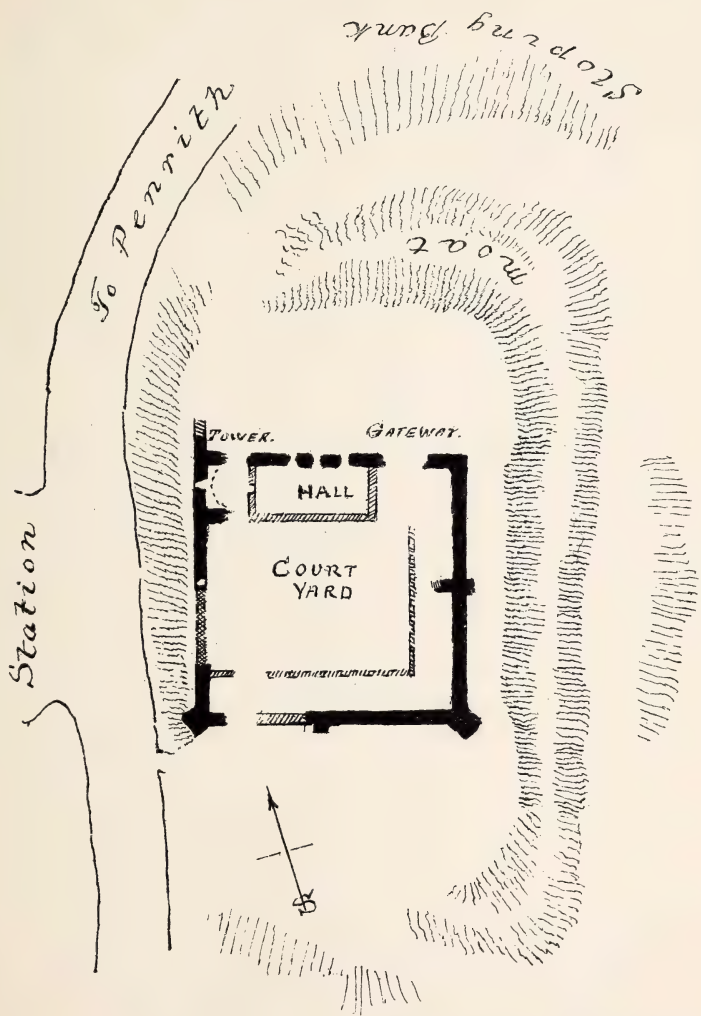 Sloping Bank
To Penrith
moat
TOWER.
GATEWAY.
HALL
COURT
YARD
Station